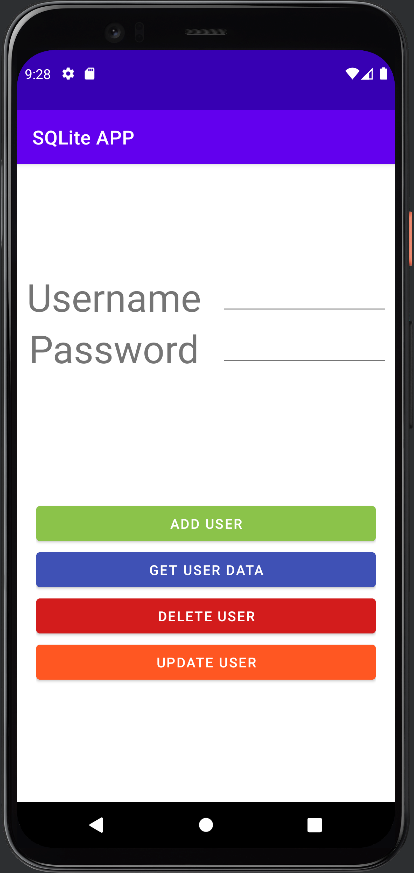 9:28
SQLite APP
Username
Password
ADD USER
GET USER DATA
DELETE USER
UPDATE USER